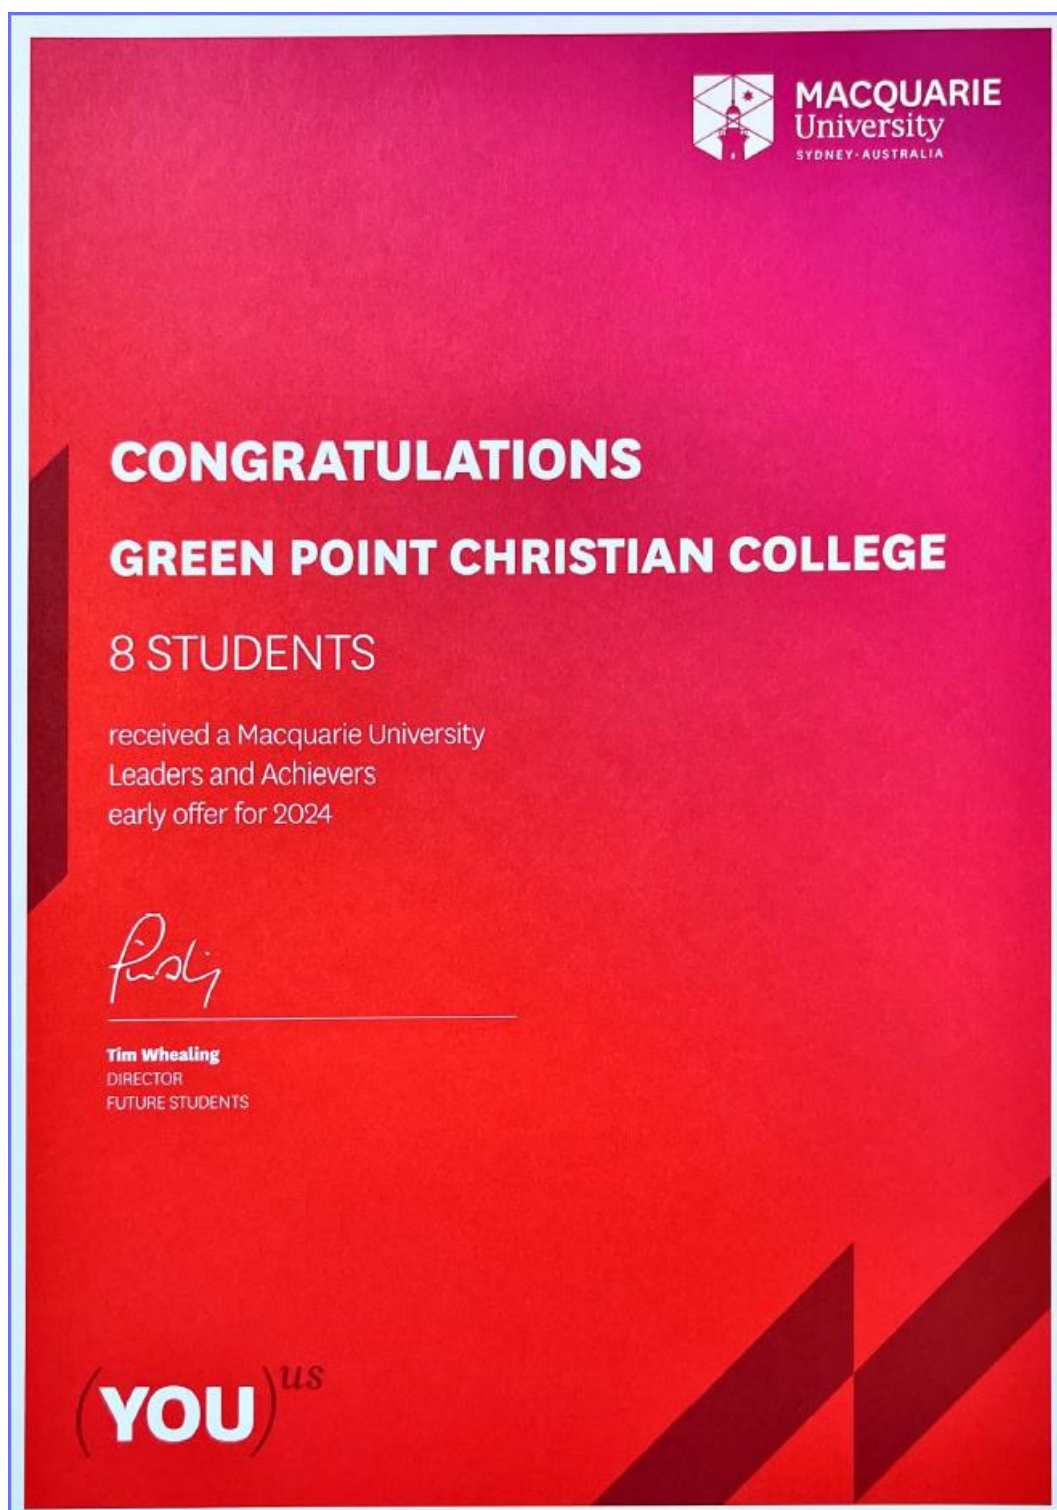 MACQUARIE
University
SYDNEY·AUSTRALIA
CONGRATULATIONS
GREEN POINT CHRISTIAN COLLEGE
8 STUDENTS
received a Macquarie University
Leaders and Achievers
early offer for 2024
Tim Whealing
DIRECTOR
FUTURE STUDENTS
(YOU)us